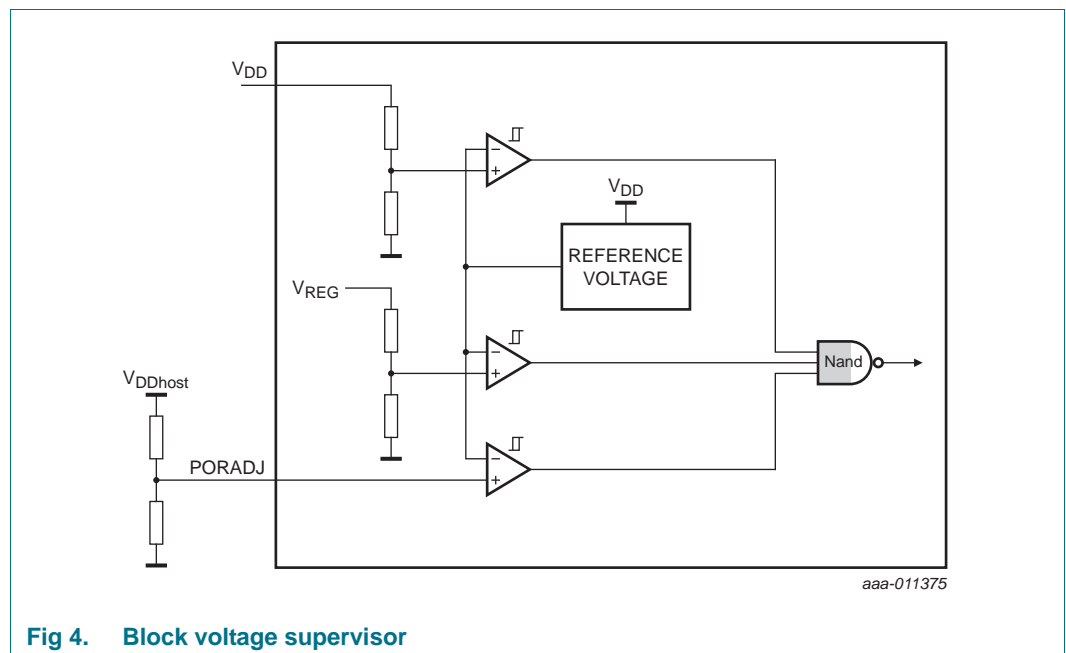 VDD
VDD
REFERENCE
VOLTAGE
VREG
Nand
VDDhost
PORADJ
-
+
-
+
-
+
aaa-011375
Fig 4. Block voltage supervisor